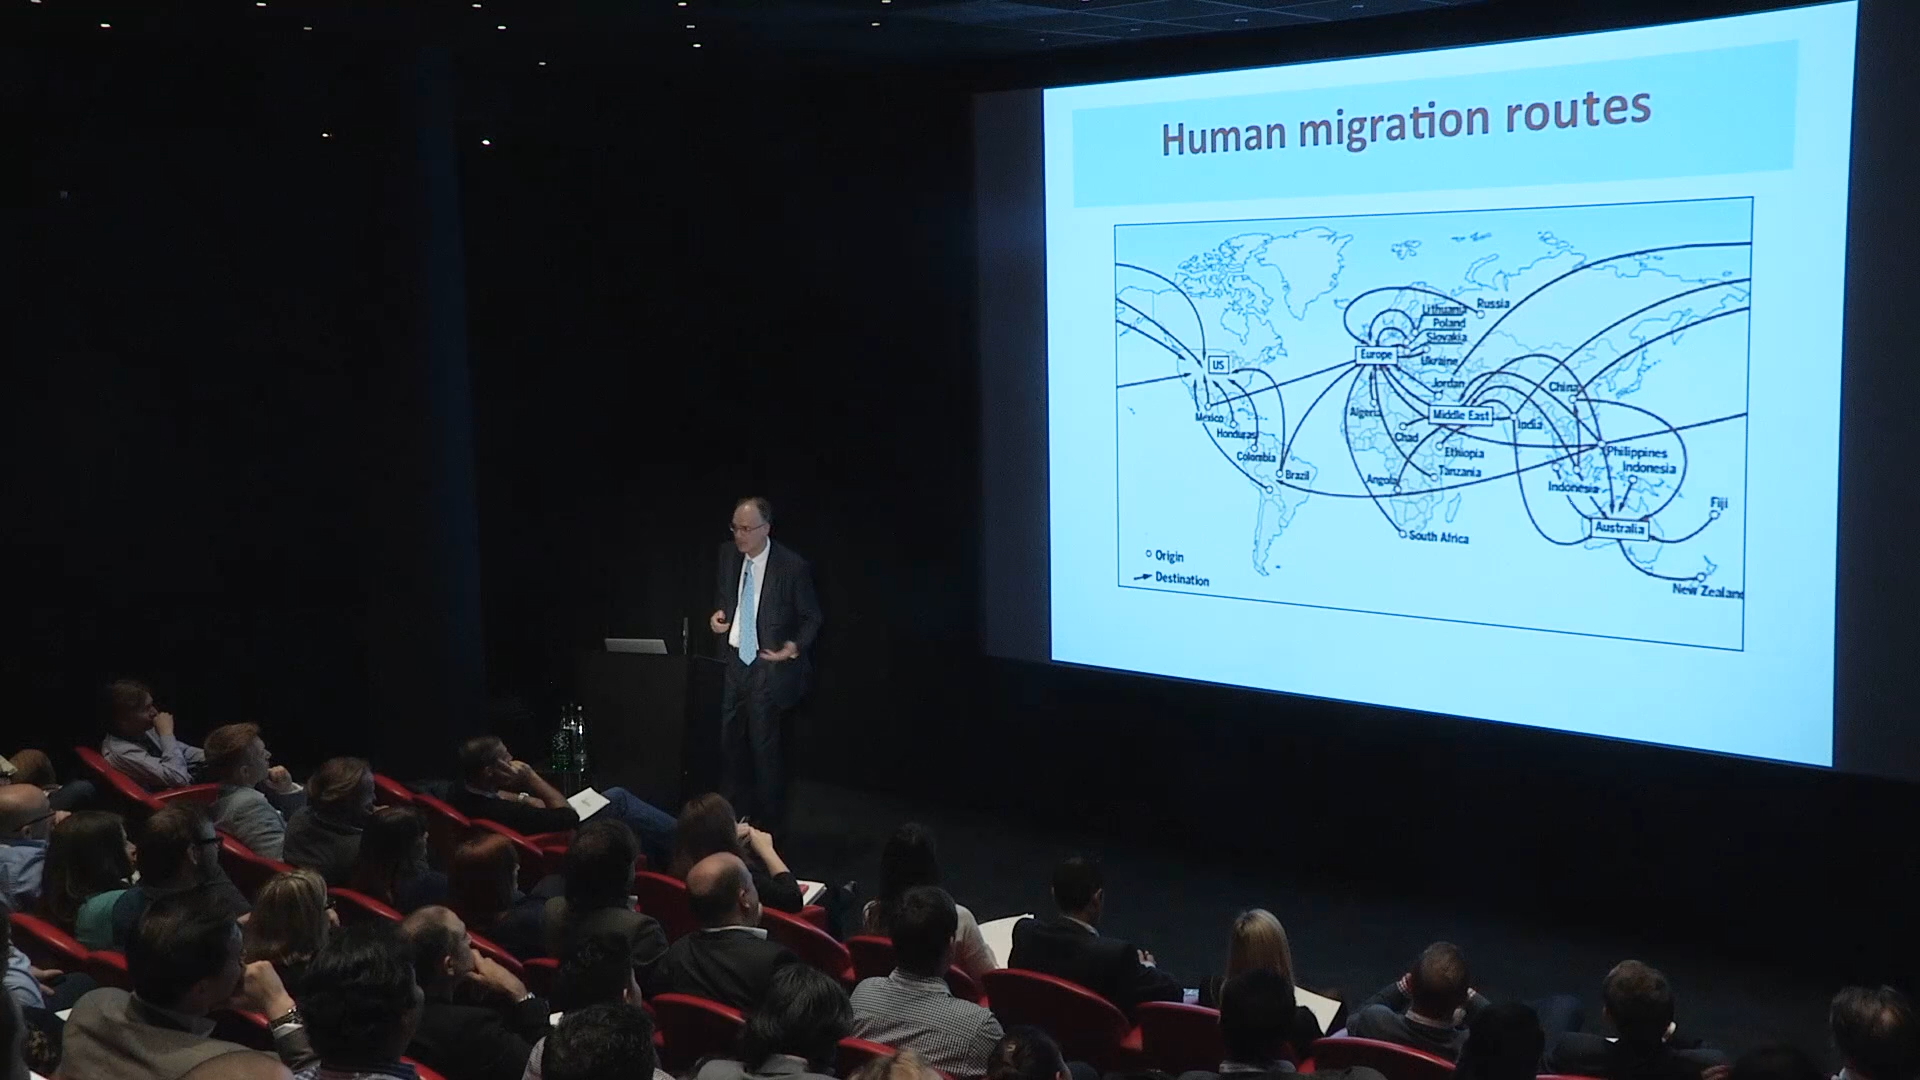 Human migration routes
Russia
Lithuania
Poland
Slovakia
Ukraine
Europe
US
Jordan
China
Mexico
Algeria
Middle East
India
Honduras
Chad
Ethiopia
Philippines
Colombia
Brazil
Angola
Tanzania
Indonesia
Indonesia
Fiji
Australia
South Africa
Origin
Destination
New Zealand